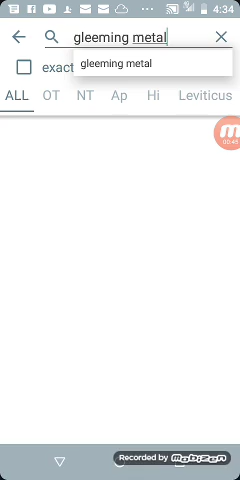 4:34
gleeming metal
exact
gleeming metal
ALL OT NT Ap Hi Leviticus
00:45
Recorded by mobizen